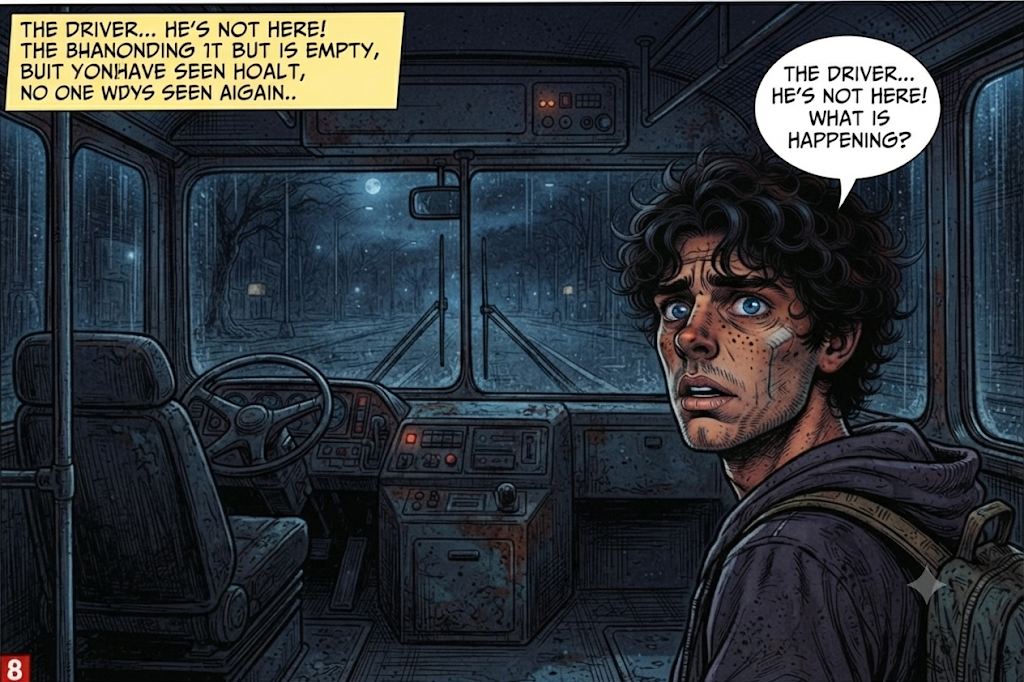 THE DRIVER... HE'S NOT HERE!
THE BHANONDING 1T BUT IS EMPTY,
BUIT YONHAVE SEEN HOALT,
NO ONE WDYS SEEN AIGAIN..
THE DRIVER...
HE'S NOT HERE!
WHAT IS
HAPPENING?
8